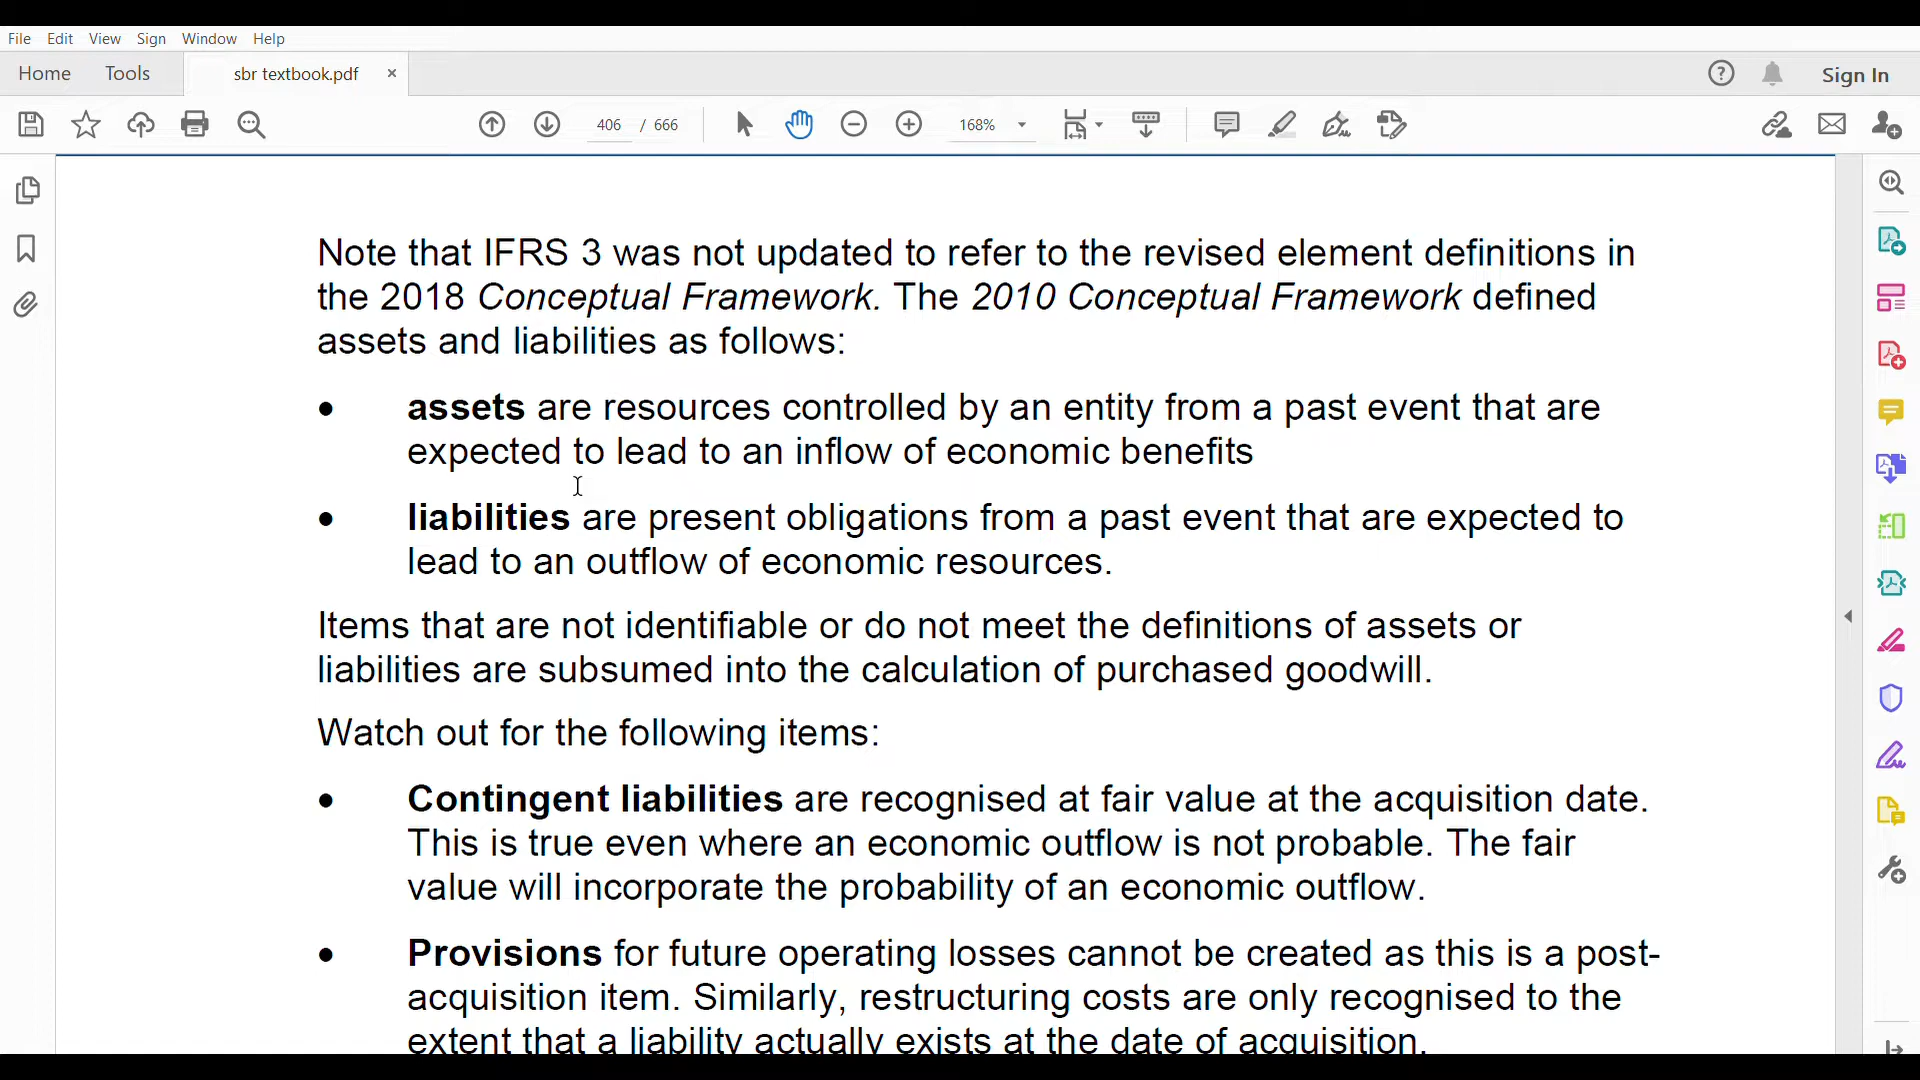 File Edit View Sign Window Help
Home Tools sbr textbook.pdf × Sign In
406 / 666 168%
Note that IFRS 3 was not updated to refer to the revised element definitions in
the 2018 Conceptual Framework. The 2010 Conceptual Framework defined
assets and liabilities as follows:
• assets are resources controlled by an entity from a past event that are
expected to lead to an inflow of economic benefits
• liabilities are present obligations from a past event that are expected to
lead to an outflow of economic resources.
Items that are not identifiable or do not meet the definitions of assets or
liabilities are subsumed into the calculation of purchased goodwill.
Watch out for the following items:
• Contingent liabilities are recognised at fair value at the acquisition date.
This is true even where an economic outflow is not probable. The fair
value will incorporate the probability of an economic outflow.
• Provisions for future operating losses cannot be created as this is a post-
acquisition item. Similarly, restructuring costs are only recognised to the
extent that a liability actually exists at the date of acquisition.